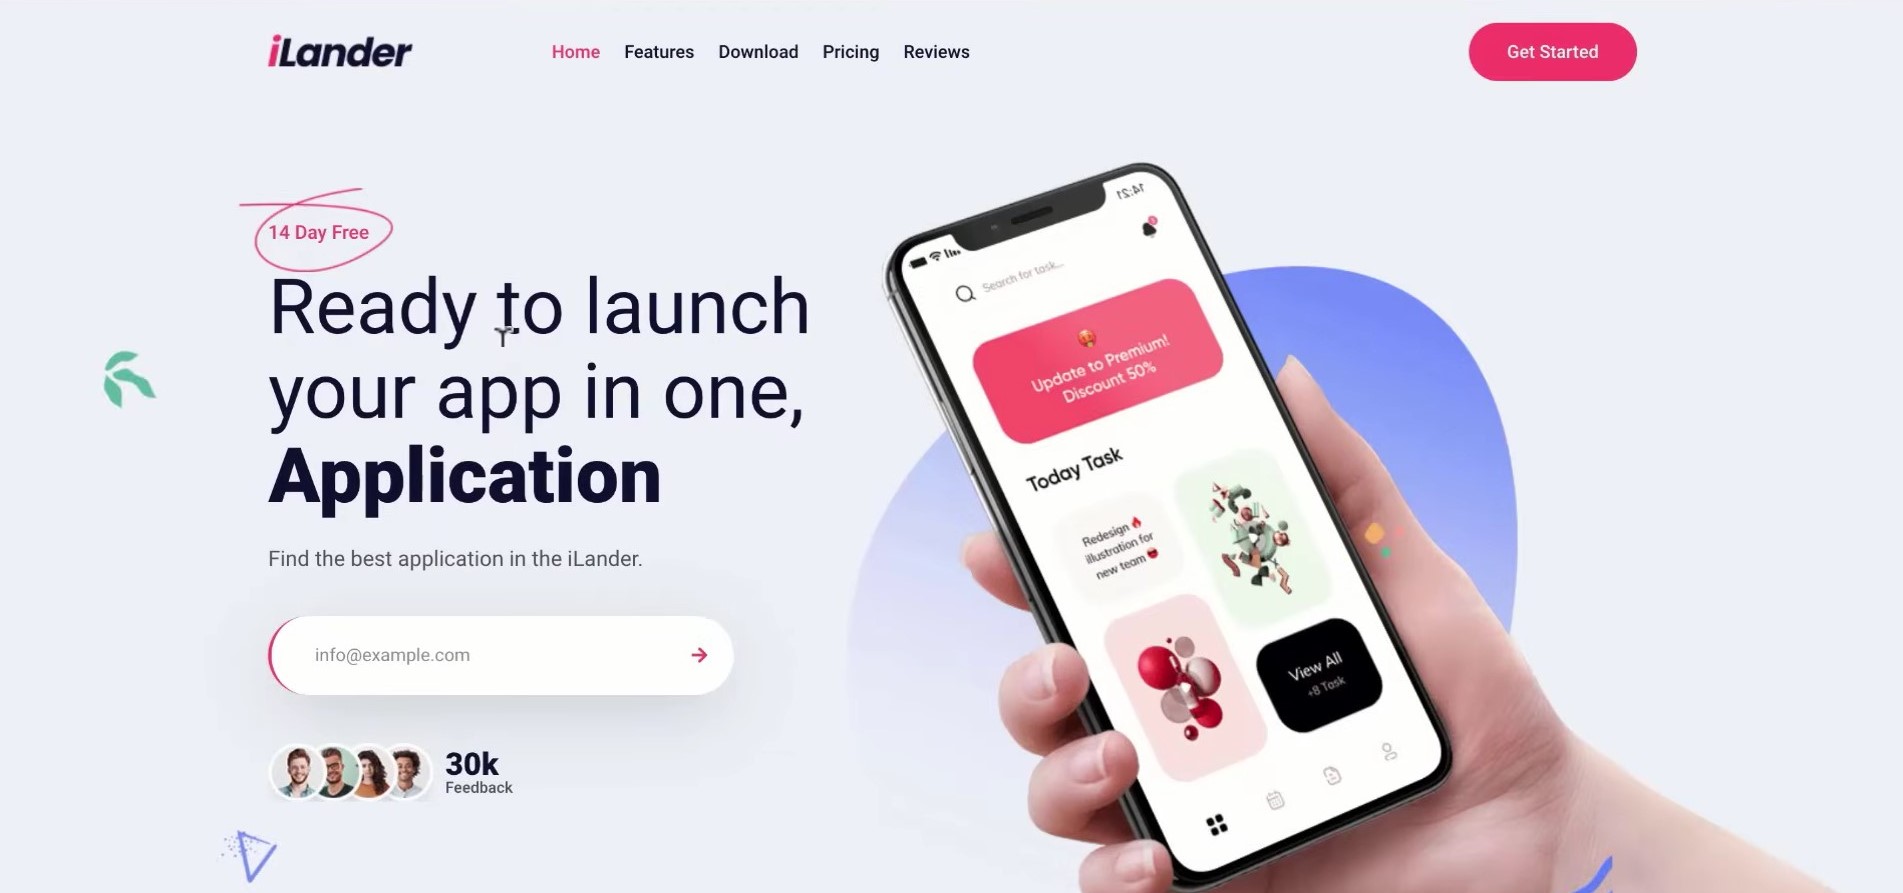 iLander
Home Features Download Pricing Reviews
Get Started
14 Day Free
Ready to launch
your app in one,
Application
Find the best application in the iLander.
info@example.com
30k
Feedback
14:21
Search for task...
Update to Premium!
Discount 50%
Today Task
Redesign 🔥
illustration for
new team
View All
+8 Task